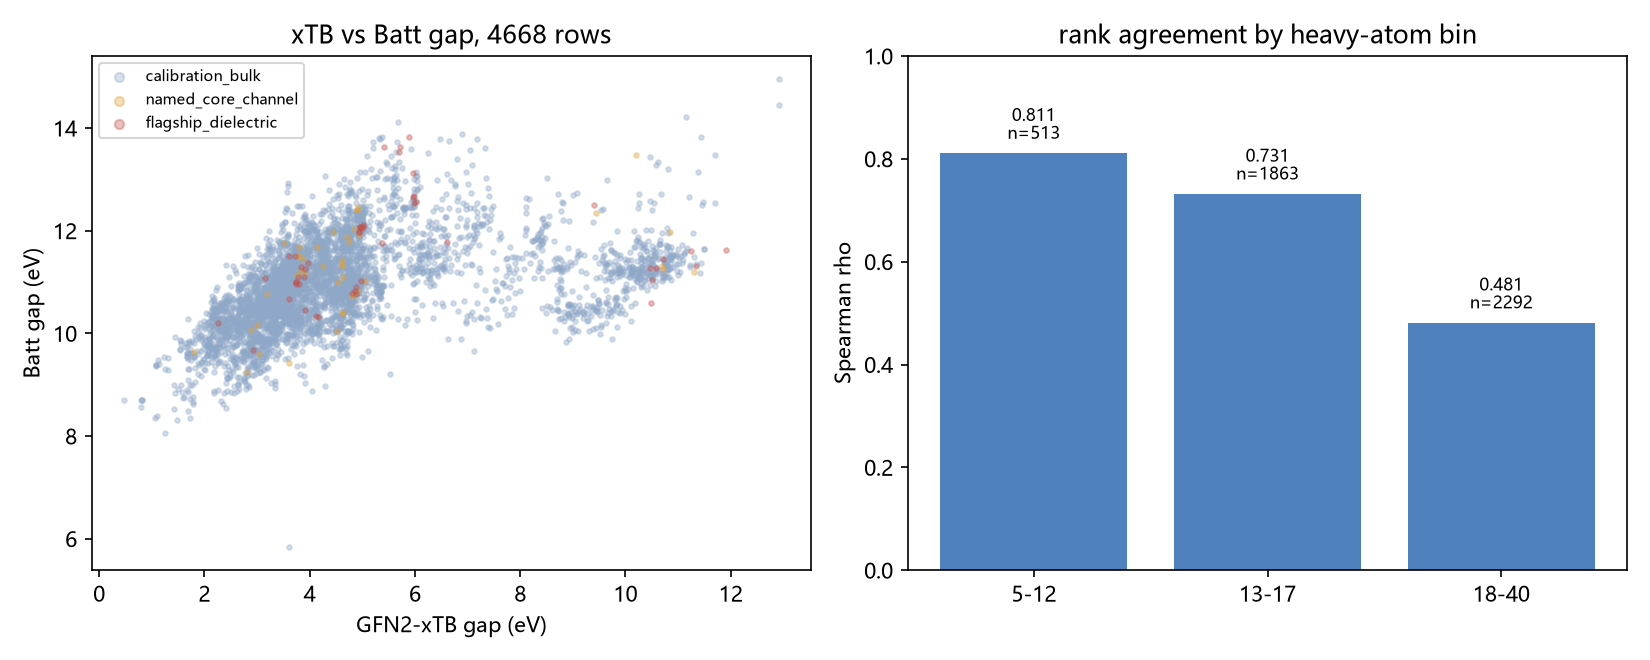 xTB vs Batt gap, 4668 rows
calibration_bulk
named_core_channel
flagship_dielectric
14
12
10
8
6
Batt gap (eV)
0
2
4
6
8
10
12
GFN2-xTB gap (eV)
rank agreement by heavy-atom bin
1.0
0.8
0.6
0.4
0.2
0.0
Spearman rho
0.811
n=513
0.731
n=1863
0.481
n=2292
5-12
13-17
18-40